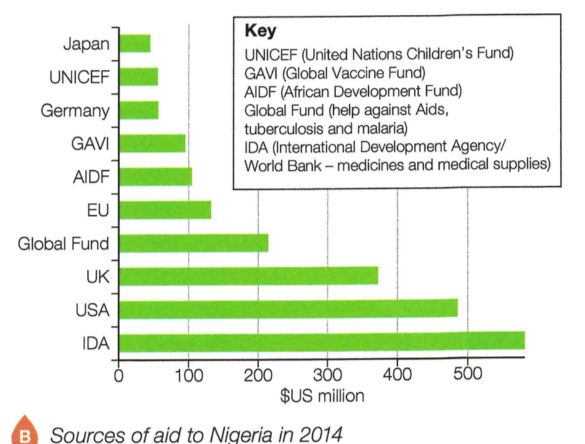 Japan
UNICEF
Germany
GAVI
AIDF
EU
Global Fund
UK
USA
IDA
Key
UNICEF (United Nations Children's Fund)
GAVI (Global Vaccine Fund)
AIDF (African Development Fund)
Global Fund (help against Aids,
tuberculosis and malaria)
IDA (International Development Agency/
World Bank – medicines and medical supplies)
0 100 200 300 400 500
$US million
B Sources of aid to Nigeria in 2014